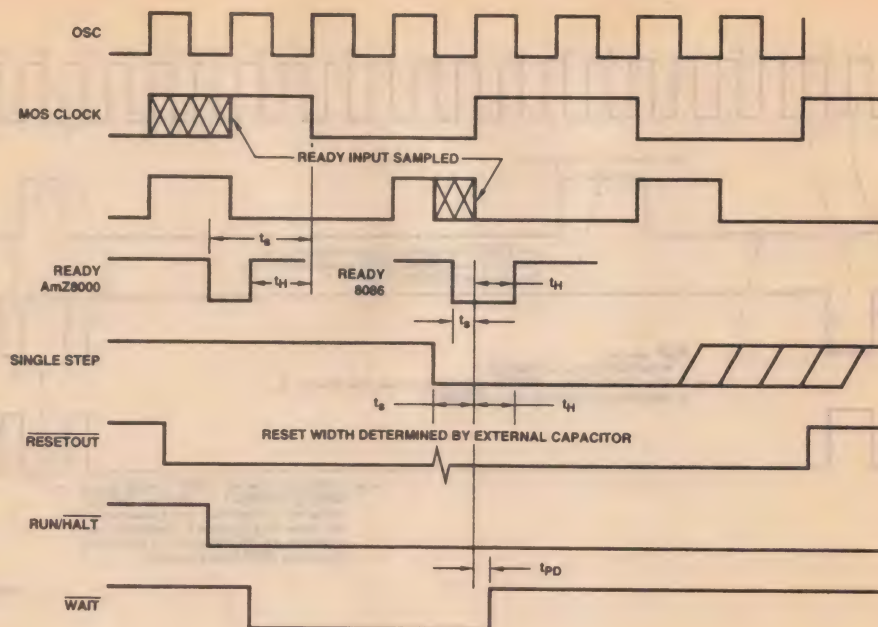 OSC
MOS CLOCK
READY INPUT SAMPLED
ts
READY
AmZ8000
tH
READY
8086
tH
ts
SINGLE STEP
ts
tH
RESETOUT
RESET WIDTH DETERMINED BY EXTERNAL CAPACITOR
RUN/HALT
tPD
WAIT